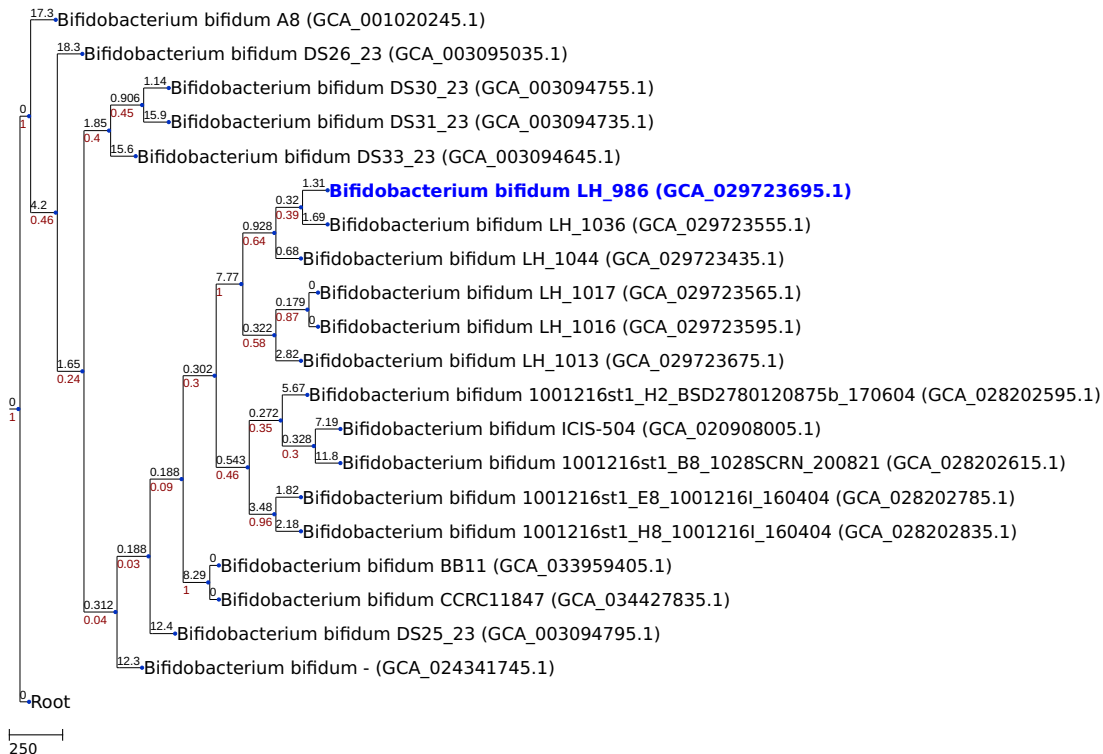 17.3
Bifidobacterium bifidum A8 (GCA_001020245.1)
18.3
Bifidobacterium bifidum DS26_23 (GCA_003095035.1)
1.14
Bifidobacterium bifidum DS30_23 (GCA_003094755.1)
0.906
0.45
0
1
15.9
Bifidobacterium bifidum DS31_23 (GCA_003094735.1)
1.85
0.4
15.6
Bifidobacterium bifidum DS33_23 (GCA_003094645.1)
1.31
Bifidobacterium bifidum LH_986 (GCA_029723695.1)
4.2
0.46
0.32
0.39
1.69
Bifidobacterium bifidum LH_1036 (GCA_029723555.1)
0.928
0.64
0.68
Bifidobacterium bifidum LH_1044 (GCA_029723435.1)
7.77
1
0
Bifidobacterium bifidum LH_1017 (GCA_029723565.1)
0.179
0.87
0
Bifidobacterium bifidum LH_1016 (GCA_029723595.1)
0.322
0.58
2.82
Bifidobacterium bifidum LH_1013 (GCA_029723675.1)
1.65
0.24
0.302
0.3
5.67
Bifidobacterium bifidum 1001216st1_H2_BSD2780120875b_170604 (GCA_028202595.1)
0
1
0.272
0.35
7.19
Bifidobacterium bifidum ICIS-504 (GCA_020908005.1)
0.328
0.3
11.8
Bifidobacterium bifidum 1001216st1_B8_1028SCRN_200821 (GCA_028202615.1)
0.543
0.46
0.188
0.09
1.82
Bifidobacterium bifidum 1001216st1_E8_1001216I_160404 (GCA_028202785.1)
3.48
0.96
2.18
Bifidobacterium bifidum 1001216st1_H8_1001216I_160404 (GCA_028202835.1)
0.188
0.03
0
Bifidobacterium bifidum BB11 (GCA_033959405.1)
8.29
1
0
Bifidobacterium bifidum CCRC11847 (GCA_034427835.1)
0.312
0.04
12.4
Bifidobacterium bifidum DS25_23 (GCA_003094795.1)
12.3
Bifidobacterium bifidum - (GCA_024341745.1)
0
Root
250